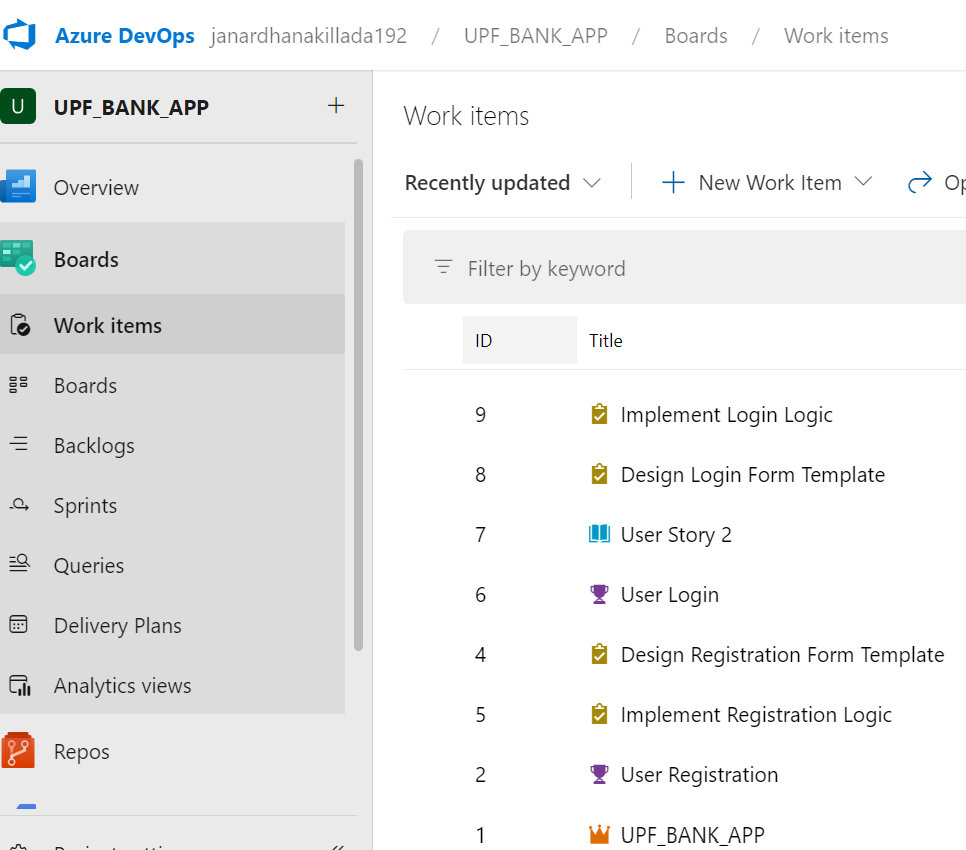 Azure DevOps janardhanakillada192 / UPF_BANK_APP / Boards / Work items
U UPF_BANK_APP +
Overview
Boards
Work items
Boards
Backlogs
Sprints
Queries
Delivery Plans
Analytics views
Repos
Work items
Recently updated
New Work Item
Filter by keyword
ID Title
9 Implement Login Logic
8 Design Login Form Template
7 User Story 2
6 User Login
4 Design Registration Form Template
5 Implement Registration Logic
2 User Registration
1 UPF_BANK_APP